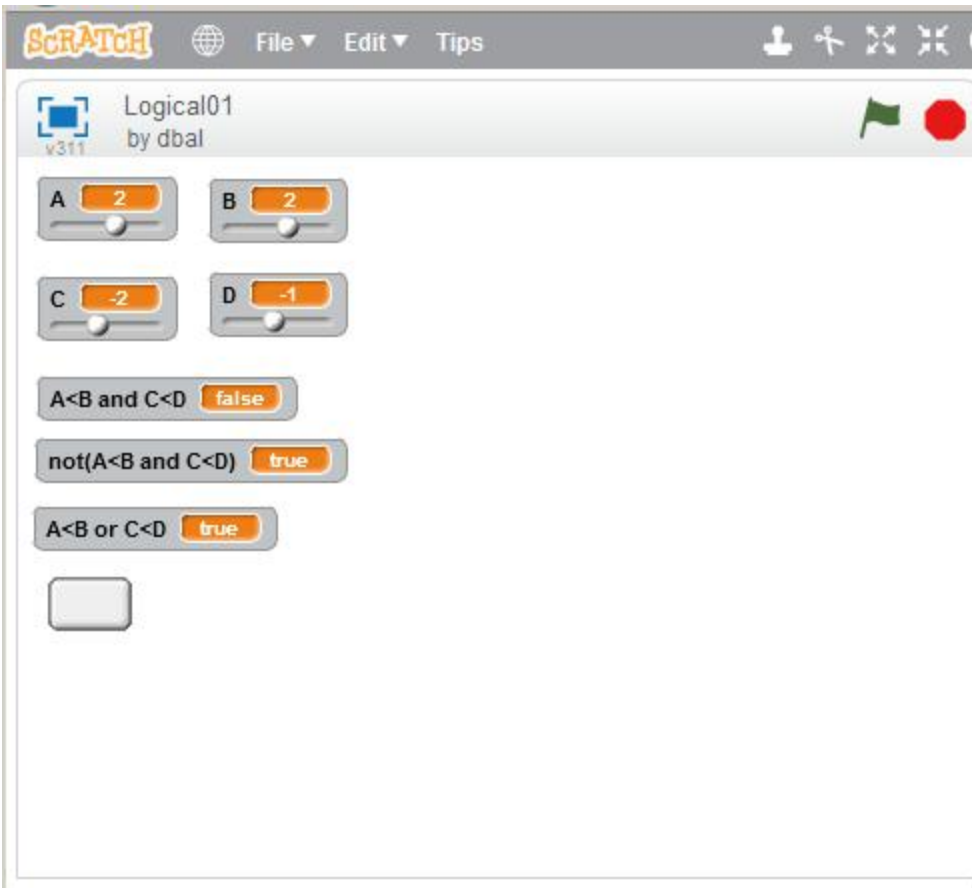 SCRATCH File Edit Tips
Logical01
v311 by dbal
A 2 B 2
C -2 D -1
A<B and C<D false
not(A<B and C<D) true
A<B or C<D true